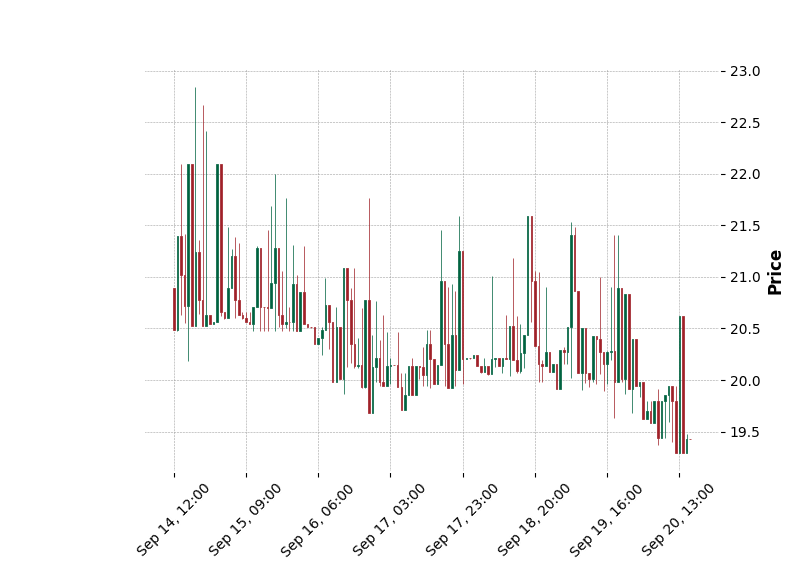 23.0
22.5
22.0
21.5
21.0
20.5
20.0
19.5
Price
Sep 14, 12:00
Sep 15, 09:00
Sep 16, 06:00
Sep 17, 03:00
Sep 17, 23:00
Sep 18, 20:00
Sep 19, 16:00
Sep 20, 13:00